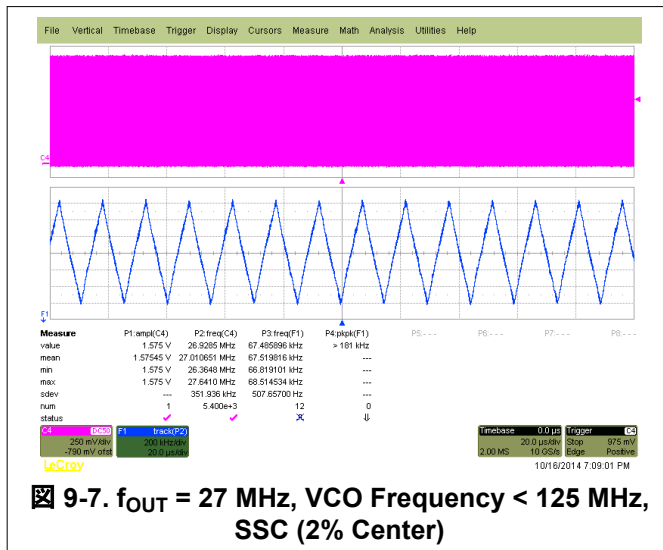 File Vertical Timebase Trigger Display Cursors Measure Math Analysis Utilities Help
C4
F1
Measure P1:ampl(C4) P2:freq(C4) P3:freq(F1) P4:pkpk(F1) P5:--- P6:--- P7:--- P8:---
value 1.575 V 26.9285 MHz 67.485896 kHz > 181 kHz
mean 1.57545 V 27.010651 MHz 67.519816 kHz ---
min 1.575 V 26.3648 MHz 66.819101 kHz ---
max 1.575 V 27.6410 MHz 68.514534 kHz ---
sdev --- 351.936 kHz 507.65700 Hz ---
num 1 5.400e+3 12 0
status
C4 DC50 F1 track(P2) Timebase 0.0 µs Trigger C4
250 mV/div 200 kHz/div 20.0 µs/div Stop 975 mV
-790 mV ofst 20.0 µs/div 2.00 MS 10 GS/s Edge Positive
LeCroy 10/16/2014 7:09:01 PM
図 9-7. fOUT = 27 MHz, VCO Frequency < 125 MHz,
SSC (2% Center)